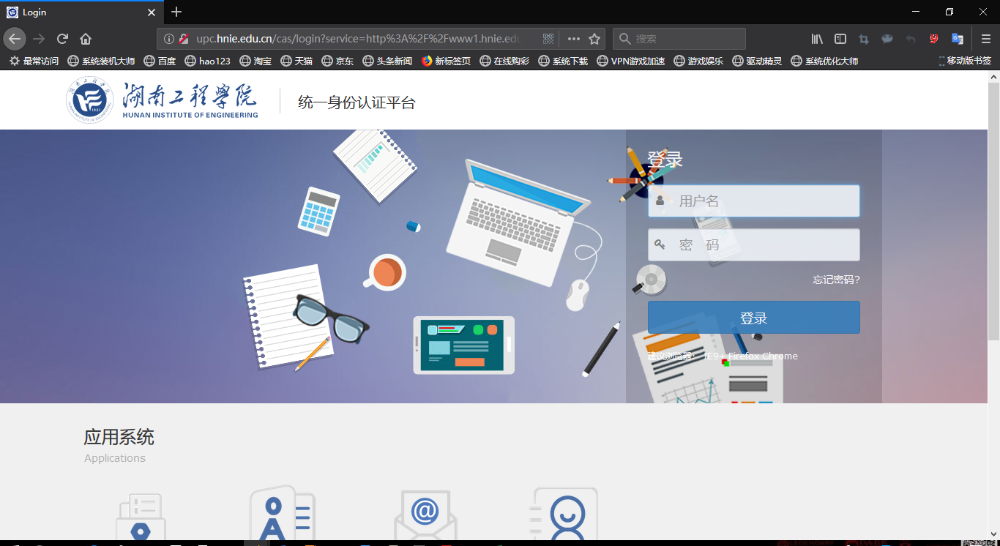 Login
upc.hnie.edu.cn/cas/login?service=http%3A%2F%2Fwww1.hnie.edu
搜索
最常访问 系统装机大师 百度 hao123 淘宝 天猫 京东 头条新闻 新标签页 在线购彩 系统下载 VPN游戏加速 游戏娱乐 驱动精灵 系统优化大师 移动版书签
湖南工程學院
HUNAN INSTITUTE OF ENGINEERING
统一身份认证平台
1951
登录
用户名
密 码
忘记密码?
登录
建议浏览器: IE9+ Firefox Chrome
应用系统
Applications